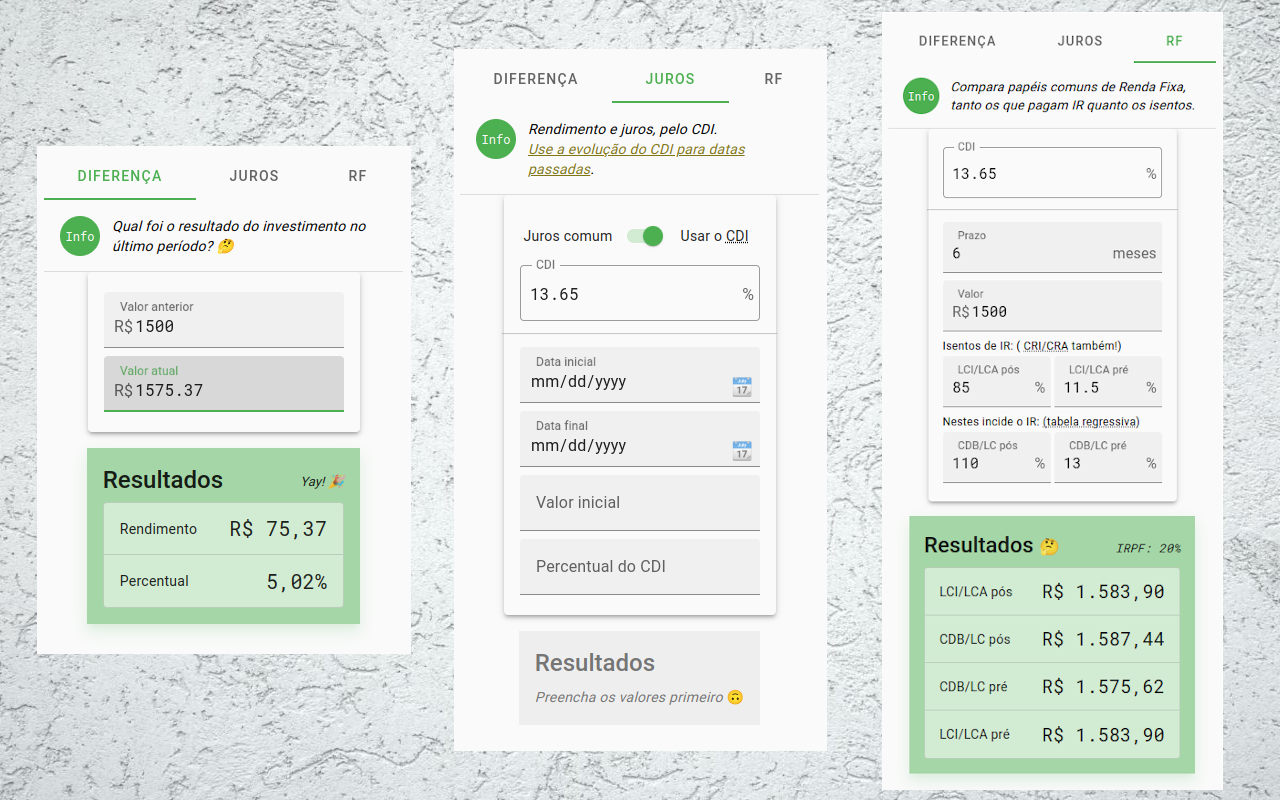 DIFERENÇA JUROS RF
Info
Qual foi o resultado do investimento no
último período? 🤔
Valor anterior
R$1500
Valor atual
R$1575.37
Resultados Yay! 🎉
Rendimento R$ 75,37
Percentual 5,02%
DIFERENÇA JUROS RF
Info
Rendimento e juros, pelo CDI.
Use a evolução do CDI para datas
passadas.
Juros comum Usar o CDI
CDI
13.65 %
Data inicial
mm/dd/yyyy
Data final
mm/dd/yyyy
Valor inicial
Percentual do CDI
Resultados
Preencha os valores primeiro 🙃
DIFERENÇA JUROS RF
Info
Compara papéis comuns de Renda Fixa,
tanto os que pagam IR quanto os isentos.
CDI
13.65 %
Prazo
6 meses
Valor
R$1500
Isentos de IR: ( CRI/CRA também!)
LCI/LCA pós LCI/LCA pré
85 % 11.5 %
Nestes incide o IR: (tabela regressiva)
CDB/LC pós CDB/LC pré
110 % 13 %
Resultados 🤔 IRPF: 20%
LCI/LCA pós R$ 1.583,90
CDB/LC pós R$ 1.587,44
CDB/LC pré R$ 1.575,62
LCI/LCA pré R$ 1.583,90